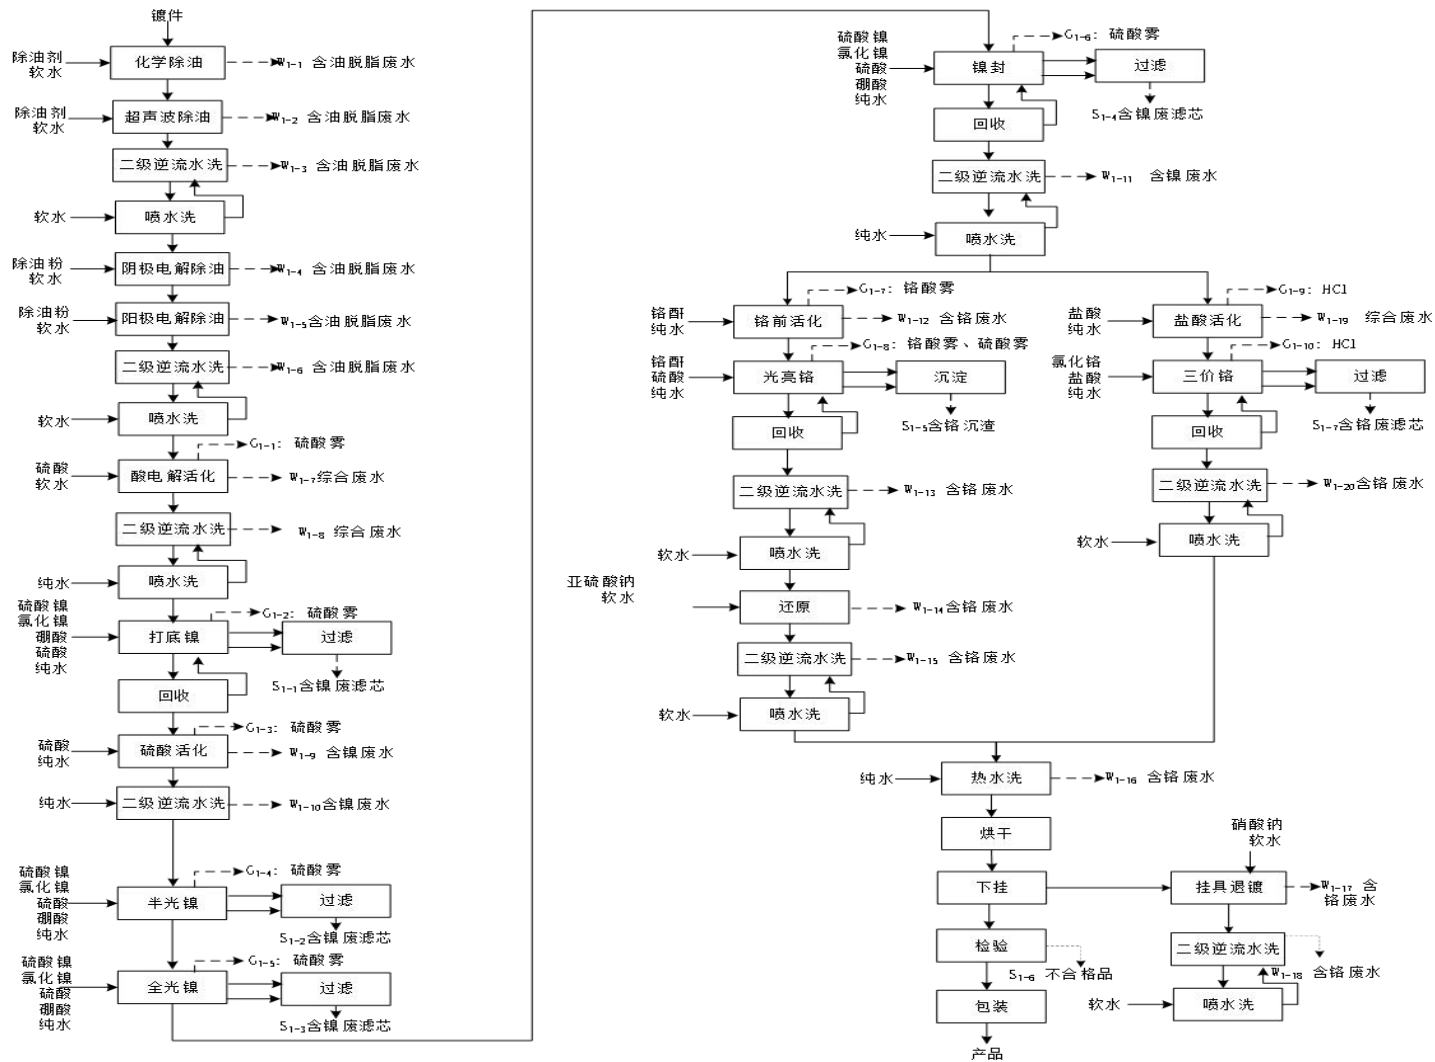 镀件
除油剂
软水
化学除油
W₁₋₁ 含油脱脂废水
除油剂
软水
超声波除油
W₁₋₂ 含油脱脂废水
二级逆流水洗
W₁₋₃ 含油脱脂废水
软水
喷水洗
除油粉
软水
阴极电解除油
W₁₋₄ 含油脱脂废水
除油粉
软水
阳极电解除油
W₁₋₅含油脱脂废水
二级逆流水洗
W₁₋₆ 含油脱脂废水
软水
喷水洗
G₁₋₁: 硫酸雾
硫酸
软水
酸电解活化
W₁₋₇综合废水
二级逆流水洗
W₁₋₈ 综合废水
纯水
喷水洗
G₁₋₂: 硫酸雾
硫酸镍
氯化镍
硼酸
硫酸
纯水
打底镍
过滤
S₁₋₁含镍废滤芯
回收
G₁₋₃: 硫酸雾
硫酸
纯水
硫酸活化
W₁₋₉ 含镍废水
纯水
二级逆流水洗
W₁₋₁₀含镍废水
G₁₋₄: 硫酸雾
硫酸镍
氯化镍
硫酸
硼酸
纯水
半光镍
过滤
S₁₋₂含镍废滤芯
G₁₋₅: 硫酸雾
硫酸镍
氯化镍
硫酸
硼酸
纯水
全光镍
过滤
S₁₋₃含镍废滤芯
G₁₋₆: 硫酸雾
硫酸镍
氯化镍
硫酸
硼酸
纯水
镍封
过滤
S₁₋₄含镍废滤芯
回收
二级逆流水洗
W₁₋₁₁ 含镍废水
纯水
喷水洗
G₁₋₇: 铬酸雾
铬酐
纯水
铬前活化
W₁₋₁₂ 含铬废水
G₁₋₈: 铬酸雾、硫酸雾
铬酐
硫酸
纯水
光亮铬
沉淀
S₁₋₅含铬沉渣
回收
二级逆流水洗
W₁₋₁₃ 含铬废水
软水
喷水洗
亚硫酸钠
软水
还原
W₁₋₁₄含铬废水
二级逆流水洗
W₁₋₁₅ 含铬废水
软水
喷水洗
G₁₋₉: HCl
盐酸
纯水
盐酸活化
W₁₋₁₉ 综合废水
G₁₋₁₀: HCl
氯化铬
盐酸
纯水
三价铬
过滤
S₁₋₇含铬废滤芯
回收
二级逆流水洗
W₁₋₂₀含铬废水
软水
喷水洗
纯水
热水洗
W₁₋₁₆ 含铬废水
烘干
下挂
检验
S₁₋₆ 不合格品
包装
产品
硝酸钠
软水
挂具退镀
W₁₋₁₇ 含
铬废水
二级逆流水洗
W₁₋₁₈ 含铬废水
软水
喷水洗